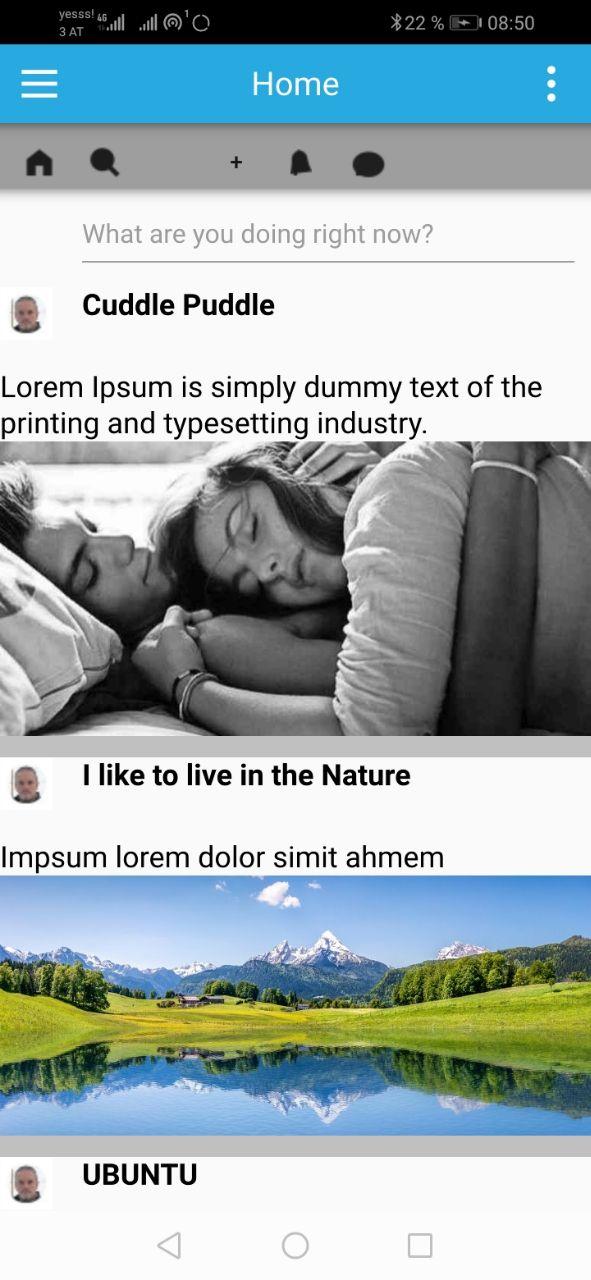 yesss! 4G 1 22 % 08:50
3 AT
Home
+
What are you doing right now?
Cuddle Puddle
Lorem Ipsum is simply dummy text of the
printing and typesetting industry.
I like to live in the Nature
Impsum lorem dolor simit ahmem
UBUNTU